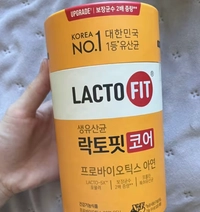 UPGRADE! 보장균수 2배 증량
KOREA 대한민국
NO.1 1등 유산균
LACTO FIT
생유산균
락토핏 코어
프로바이오틱스 아연